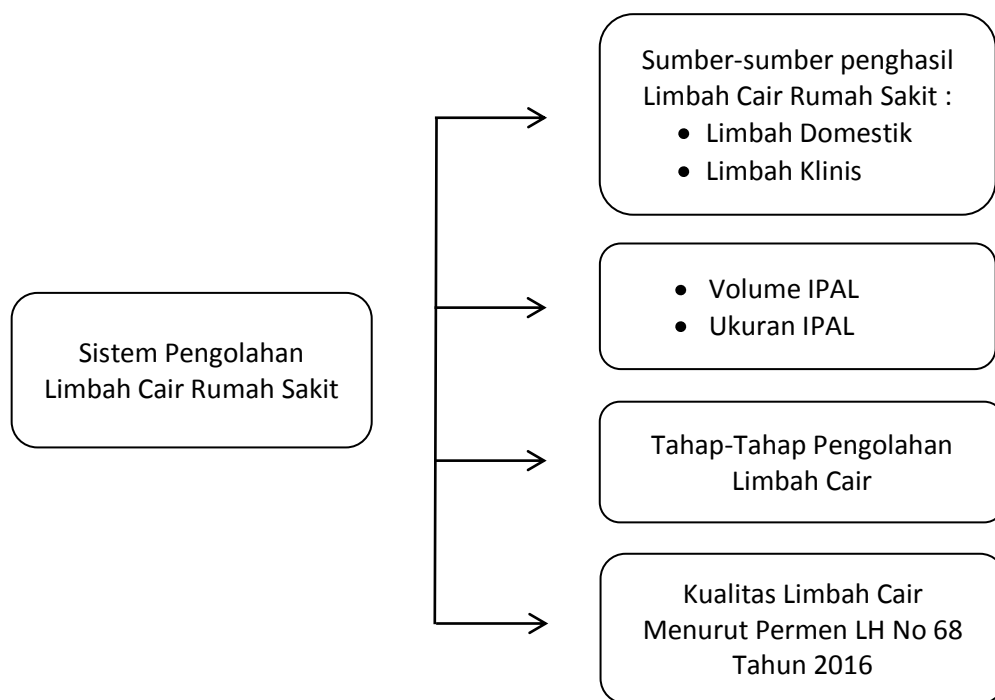 Sumber-sumber penghasil
Limbah Cair Rumah Sakit :
• Limbah Domestik
• Limbah Klinis
• Volume IPAL
• Ukuran IPAL
Sistem Pengolahan
Limbah Cair Rumah Sakit
Tahap-Tahap Pengolahan
Limbah Cair
Kualitas Limbah Cair
Menurut Permen LH No 68
Tahun 2016